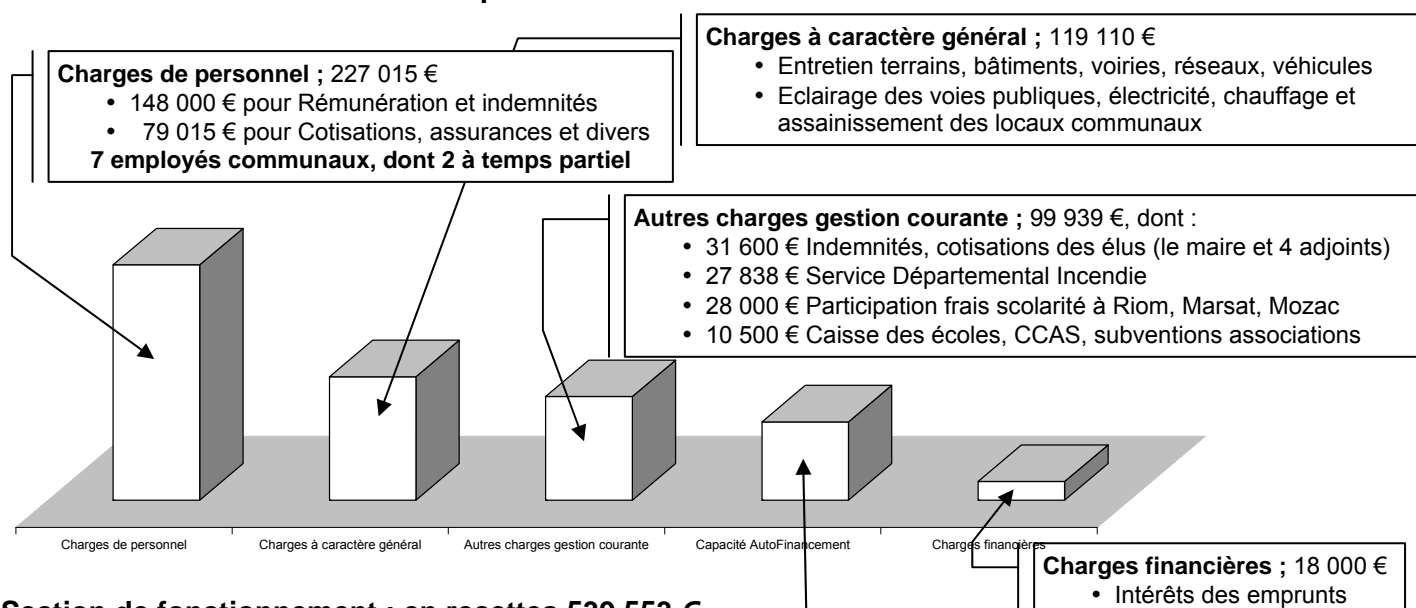 Charges de personnel ; 227 015 €
• 148 000 € pour Rémunération et indemnités
• 79 015 € pour Cotisations, assurances et divers
7 employés communaux, dont 2 à temps partiel
Charges à caractère général ; 119 110 €
• Entretien terrains, bâtiments, voiries, réseaux, véhicules
• Eclairage des voies publiques, électricité, chauffage et
assainissement des locaux communaux
Autres charges gestion courante ; 99 939 €, dont :
• 31 600 € Indemnités, cotisations des élus (le maire et 4 adjoints)
• 27 838 € Service Départemental Incendie
• 28 000 € Participation frais scolarité à Riom, Marsat, Mozac
• 10 500 € Caisse des écoles, CCAS, subventions associations
Charges de personnel
Charges à caractère général
Autres charges gestion courante
Capacité AutoFinancement
Charges financières
Charges financières ; 18 000 €
• Intérêts des emprunts